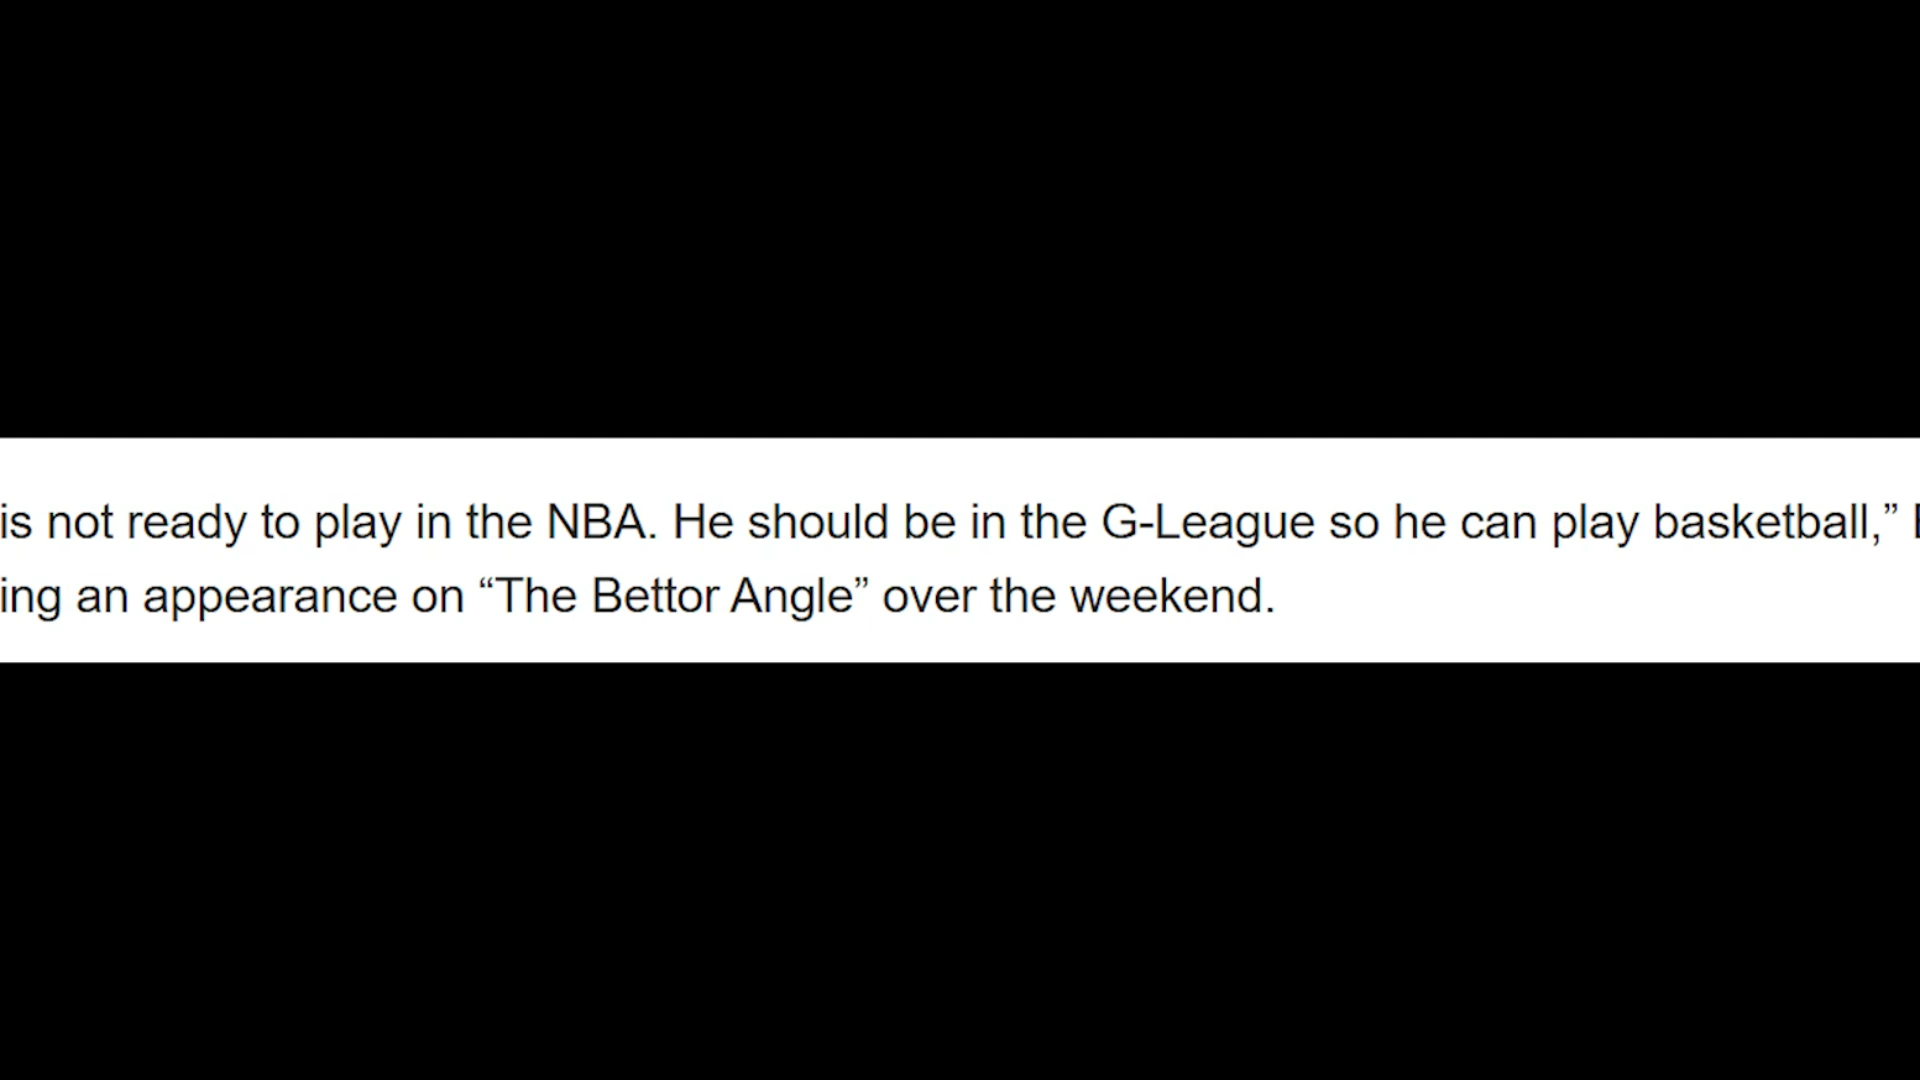 is not ready to play in the NBA. He should be in the G-League so he can play basketball,”
ing an appearance on “The Bettor Angle” over the weekend.